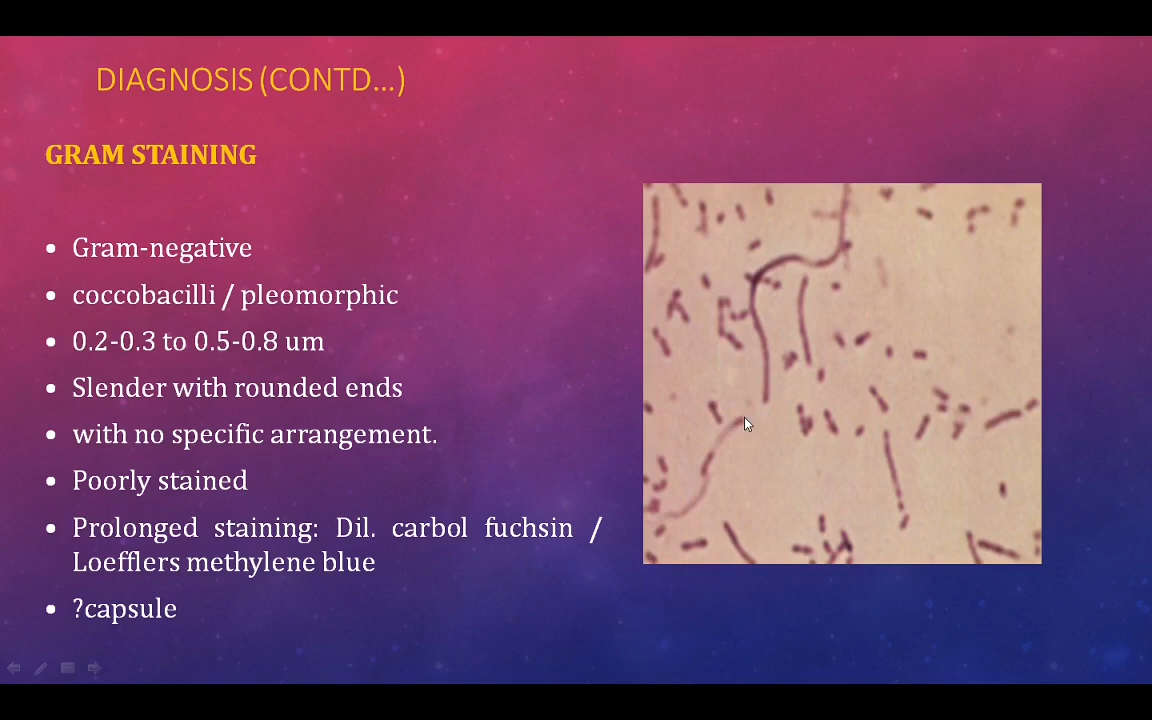 DIAGNOSIS (CONTD...)
GRAM STAINING
• Gram-negative
• coccobacilli / pleomorphic
• 0.2-0.3 to 0.5-0.8 um
• Slender with rounded ends
• with no specific arrangement.
• Poorly stained
• Prolonged staining: Dil. carbol fuchsin /
Loefflers methylene blue
• ?capsule